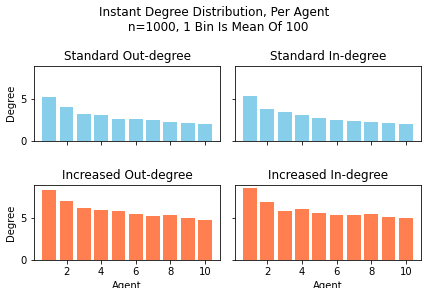 Instant Degree Distribution, Per Agent
n=1000, 1 Bin Is Mean Of 100
Standard Out-degree
Standard In-degree
Degree
5
0
Increased Out-degree
Increased In-degree
Degree
5
0
2 4 6 8 10
2 4 6 8 10
Agent
Agent